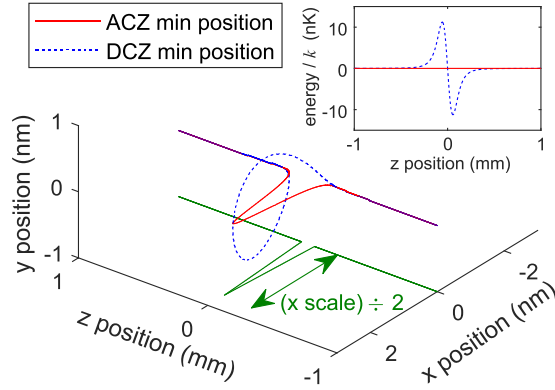 ACZ min position
DCZ min position
energy / k (nK)
10
0
-10
-1
0
1
z position (mm)
y position (nm)
1
0
-1
1
0
-1
z position (mm)
(x scale) ÷ 2
-2
0
2
x position (nm)